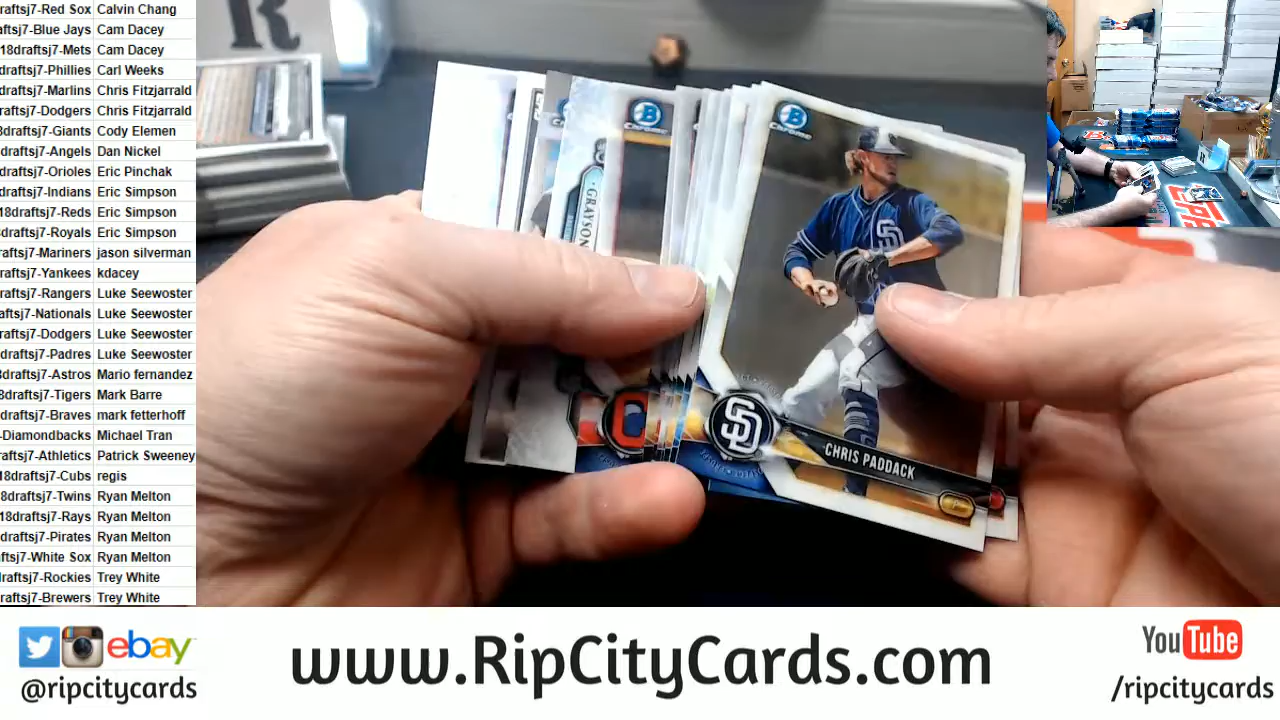 raftsj7-Red Sox Calvin Chang
aftsj7-Blue Jays Cam Dacey
18draftsj7-Mets Cam Dacey
draftsj7-Phillies Carl Weeks
draftsj7-Marlins Chris Fitzjarrald
draftsj7-Dodgers Chris Fitzjarrald
8draftsj7-Giants Cody Elemen
draftsj7-Angels Dan Nickel
draftsj7-Orioles Eric Pinchak
draftsj7-Indians Eric Simpson
18draftsj7-Reds Eric Simpson
8draftsj7-Royals Eric Simpson
raftsj7-Mariners jason silverman
raftsj7-Yankees kdacey
draftsj7-Rangers Luke Seewoster
aftsj7-Nationals Luke Seewoster
draftsj7-Dodgers Luke Seewoster
draftsj7-Padres Luke Seewoster
8draftsj7-Astros Mario fernandez
8draftsj7-Tigers Mark Barre
draftsj7-Braves mark fetterhoff
-Diamondbacks Michael Tran
aftsj7-Athletics Patrick Sweeney
18draftsj7-Cubs regis
8draftsj7-Twins Ryan Melton
18draftsj7-Rays Ryan Melton
draftsj7-Pirates Ryan Melton
ftsj7-White Sox Ryan Melton
raftsj7-Rockies Trey White
draftsj7-Brewers Trey White
R
B
Chrome
GRAYSON
B
SD
SD
CHRIS PADDACK
C
ebay
@ripcitycards
www.RipCityCards.com
YouTube
/ripcitycards